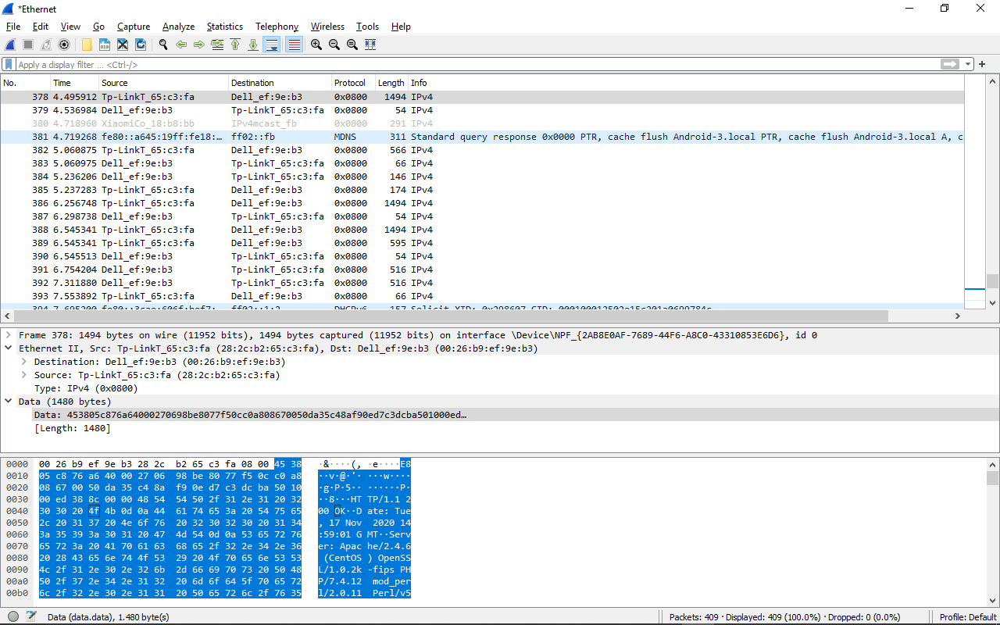 *Ethernet
File Edit View Go Capture Analyze Statistics Telephony Wireless Tools Help
Apply a display filter ... <Ctrl-/>
No. Time Source Destination Protocol Length Info
378 4.495912 Tp-LinkT_65:c3:fa Dell_ef:9e:b3 0x0800 1494 IPv4
379 4.536984 Dell_ef:9e:b3 Tp-LinkT_65:c3:fa 0x0800 54 IPv4
380 4.718960 XiaomiCo_18:b8:bb IPv4mcast_fb 0x0800 291 IPv4
381 4.719268 fe80::a645:19ff:fe18:… ff02::fb MDNS 311 Standard query response 0x0000 PTR, cache flush Android-3.local PTR, cache flush Android-3.local A, c
382 5.060875 Tp-LinkT_65:c3:fa Dell_ef:9e:b3 0x0800 566 IPv4
383 5.060975 Dell_ef:9e:b3 Tp-LinkT_65:c3:fa 0x0800 66 IPv4
384 5.236206 Dell_ef:9e:b3 Tp-LinkT_65:c3:fa 0x0800 146 IPv4
385 5.237283 Tp-LinkT_65:c3:fa Dell_ef:9e:b3 0x0800 174 IPv4
386 6.256748 Tp-LinkT_65:c3:fa Dell_ef:9e:b3 0x0800 1494 IPv4
387 6.298738 Dell_ef:9e:b3 Tp-LinkT_65:c3:fa 0x0800 54 IPv4
388 6.545341 Tp-LinkT_65:c3:fa Dell_ef:9e:b3 0x0800 1494 IPv4
389 6.545341 Tp-LinkT_65:c3:fa Dell_ef:9e:b3 0x0800 595 IPv4
390 6.545513 Dell_ef:9e:b3 Tp-LinkT_65:c3:fa 0x0800 54 IPv4
391 6.754204 Dell_ef:9e:b3 Tp-LinkT_65:c3:fa 0x0800 516 IPv4
392 7.311880 Dell_ef:9e:b3 Tp-LinkT_65:c3:fa 0x0800 516 IPv4
393 7.553892 Tp-LinkT_65:c3:fa Dell_ef:9e:b3 0x0800 66 IPv4
Frame 378: 1494 bytes on wire (11952 bits), 1494 bytes captured (11952 bits) on interface \Device\NPF_{2AB8E0AF-7689-44F6-A8C0-43310853E6D6}, id 0
Ethernet II, Src: Tp-LinkT_65:c3:fa (28:2c:b2:65:c3:fa), Dst: Dell_ef:9e:b3 (00:26:b9:ef:9e:b3)
Destination: Dell_ef:9e:b3 (00:26:b9:ef:9e:b3)
Source: Tp-LinkT_65:c3:fa (28:2c:b2:65:c3:fa)
Type: IPv4 (0x0800)
Data (1480 bytes)
Data: 453805c876a64000270698be8077f50cc0a808670050da35c48af90ed7c3dcba501000ed…
[Length: 1480]
0000 00 26 b9 ef 9e b3 28 2c b2 65 c3 fa 08 00 45 38 ·&····(, ·e····E8
0010 05 c8 76 a6 40 00 27 06 98 be 80 77 f5 0c c0 a8 ··v·@·'· ···w····
0020 08 67 00 50 da 35 c4 8a f9 0e d7 c3 dc ba 50 10 ·g·P·5·· ······P·
0030 00 ed 38 8c 00 00 48 54 54 50 2f 31 2e 31 20 32 ··8···HT TP/1.1 2
0040 30 30 20 4f 4b 0d 0a 44 61 74 65 3a 20 54 75 65 00 OK··D ate: Tue
0050 2c 20 31 37 20 4e 6f 76 20 32 30 32 30 20 31 34 , 17 Nov 2020 14
0060 3a 35 39 3a 30 31 20 47 4d 54 0d 0a 53 65 72 76 :59:01 G MT··Serv
0070 65 72 3a 20 41 70 61 63 68 65 2f 32 2e 34 2e 36 er: Apac he/2.4.6
0080 20 28 43 65 6e 74 4f 53 29 20 4f 70 65 6e 53 53 (CentOS ) OpenSS
0090 4c 2f 31 2e 30 2e 32 6b 2d 66 69 70 73 20 50 48 L/1.0.2k -fips PH
00a0 50 2f 37 2e 34 2e 31 32 20 6d 6f 64 5f 70 65 72 P/7.4.12 mod_per
00b0 6c 2f 32 2e 30 2e 31 31 20 50 65 72 6c 2f 76 35 l/2.0.11 Perl/v5
Data (data.data), 1.480 byte(s) Packets: 409 · Displayed: 409 (100.0%) · Dropped: 0 (0.0%) Profile: Default